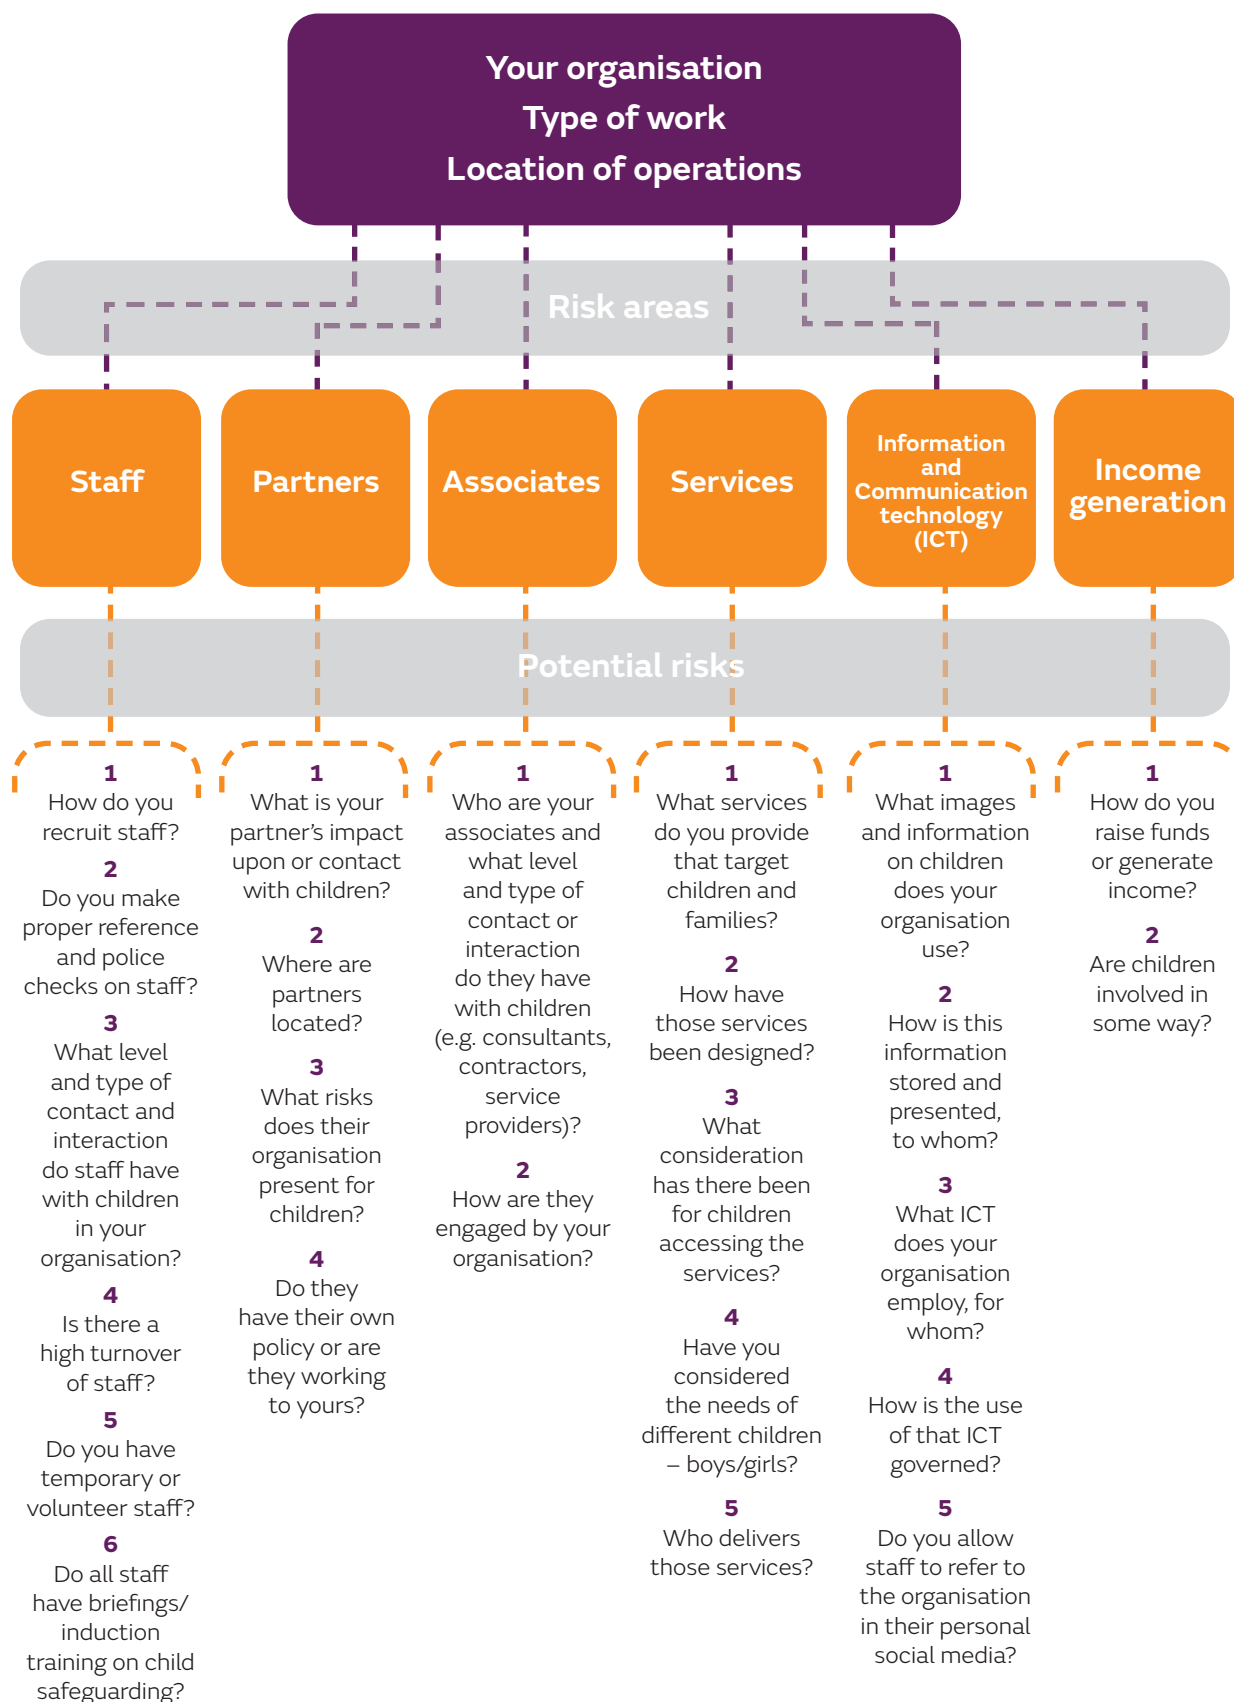 Your organisation
Type of work
Location of operations
Risk areas
Staff
Partners
Associates
Services
Information
and
Communication
technology
(ICT)
Income
generation
Potential risks
1
How do you
recruit staff?
2
Do you make
proper reference
and police
checks on staff?
3
What level
and type of
contact and
interaction
do staff have
with children
in your
organisation?
4
Is there a
high turnover
of staff?
5
Do you have
temporary or
volunteer staff?
6
Do all staff
have briefings/
induction
training on child
safeguarding?
1
What is your
partner’s impact
upon or contact
with children?
2
Where are
partners
located?
3
What risks
does their
organisation
present for
children?
4
Do they
have their own
policy or are
they working
to yours?
1
Who are your
associates and
what level
and type of
contact or
interaction
do they have
with children
(e.g. consultants,
contractors,
service
providers)?
2
How are they
engaged by your
organisation?
1
What services
do you provide
that target
children and
families?
2
How have
those services
been designed?
3
What
consideration
has there been
for children
accessing the
services?
4
Have you
considered
the needs of
different children
– boys/girls?
5
Who delivers
those services?
1
What images
and information
on children
does your
organisation
use?
2
How is this
information
stored and
presented,
to whom?
3
What ICT
does your
organisation
employ, for
whom?
4
How is the use
of that ICT
governed?
5
Do you allow
staff to refer to
the organisation
in their personal
social media?
1
How do you
raise funds
or generate
income?
2
Are children
involved in
some way?